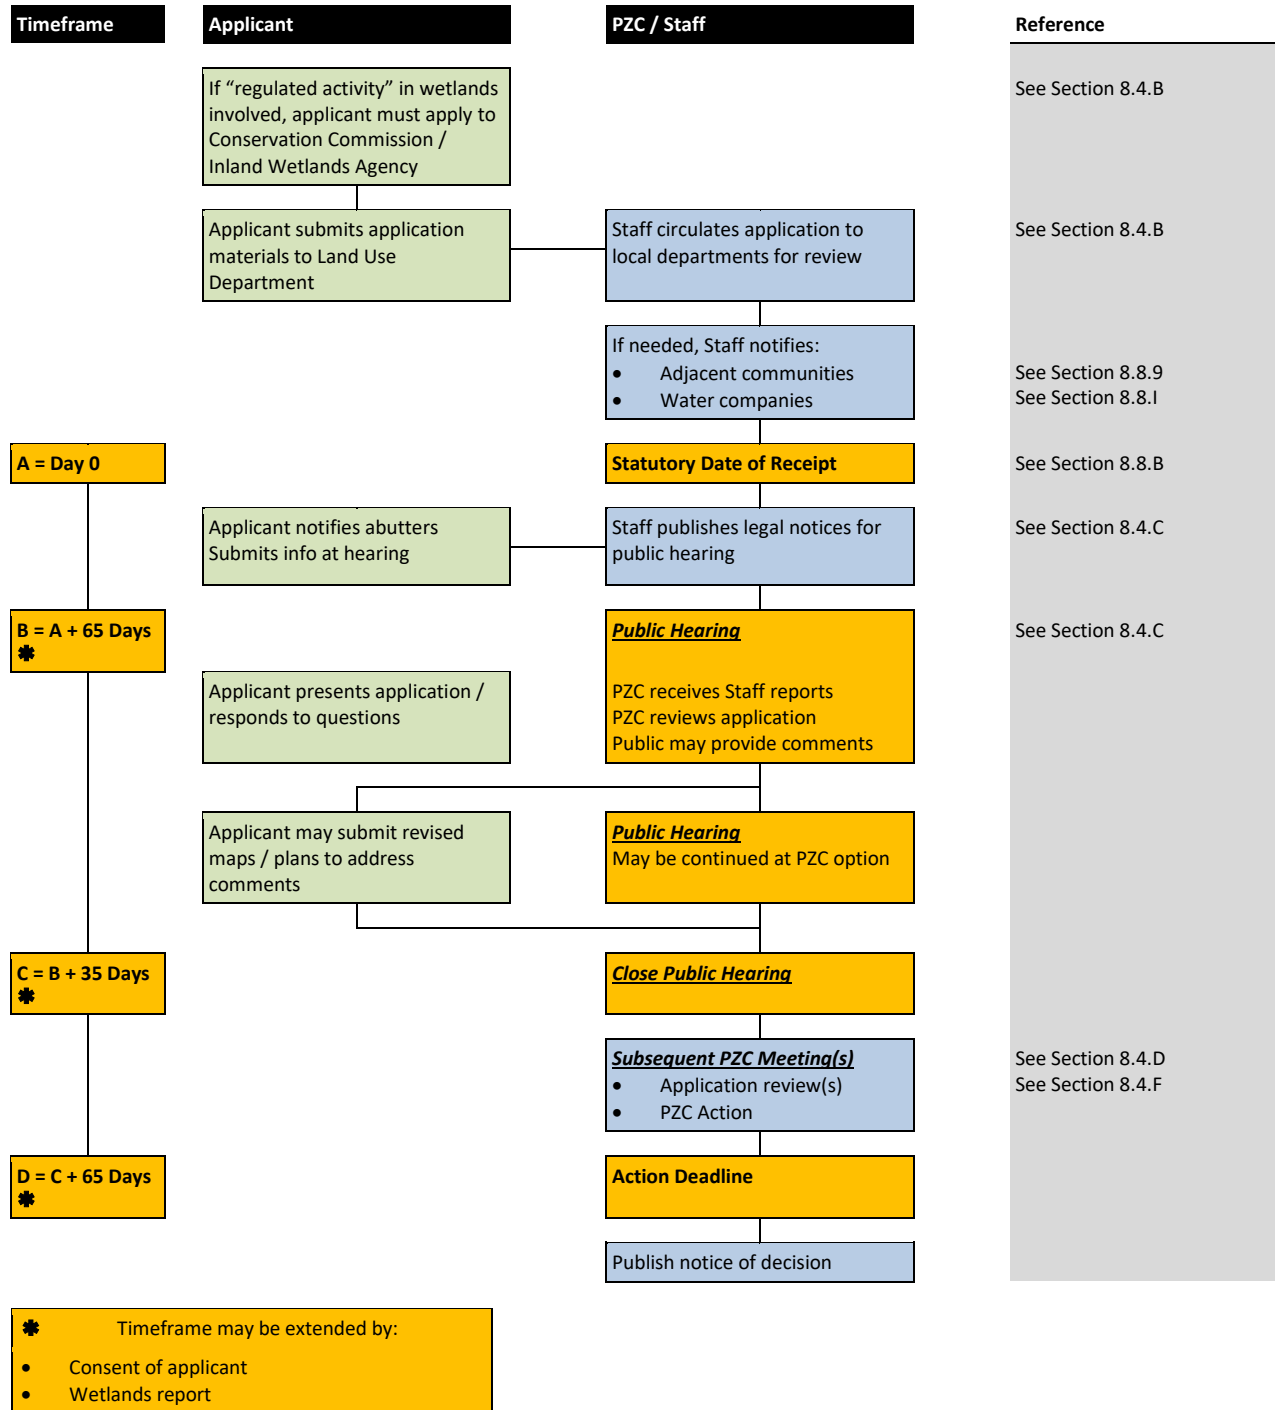 Timeframe
Applicant
PZC / Staff
Reference
If “regulated activity” in wetlands
involved, applicant must apply to
Conservation Commission /
Inland Wetlands Agency
See Section 8.4.B
Applicant submits application
materials to Land Use
Department
Staff circulates application to
local departments for review
See Section 8.4.B
If needed, Staff notifies:
• Adjacent communities
• Water companies
See Section 8.8.9
See Section 8.8.I
A = Day 0
Statutory Date of Receipt
See Section 8.8.B
Applicant notifies abutters
Submits info at hearing
Staff publishes legal notices for
public hearing
See Section 8.4.C
B = A + 65 Days
✱
Public Hearing
See Section 8.4.C
Applicant presents application /
responds to questions
PZC receives Staff reports
PZC reviews application
Public may provide comments
Applicant may submit revised
maps / plans to address
comments
Public Hearing
May be continued at PZC option
C = B + 35 Days
✱
Close Public Hearing
Subsequent PZC Meeting(s)
• Application review(s)
• PZC Action
See Section 8.4.D
See Section 8.4.F
D = C + 65 Days
✱
Action Deadline
Publish notice of decision
✱ Timeframe may be extended by:
• Consent of applicant
• Wetlands report